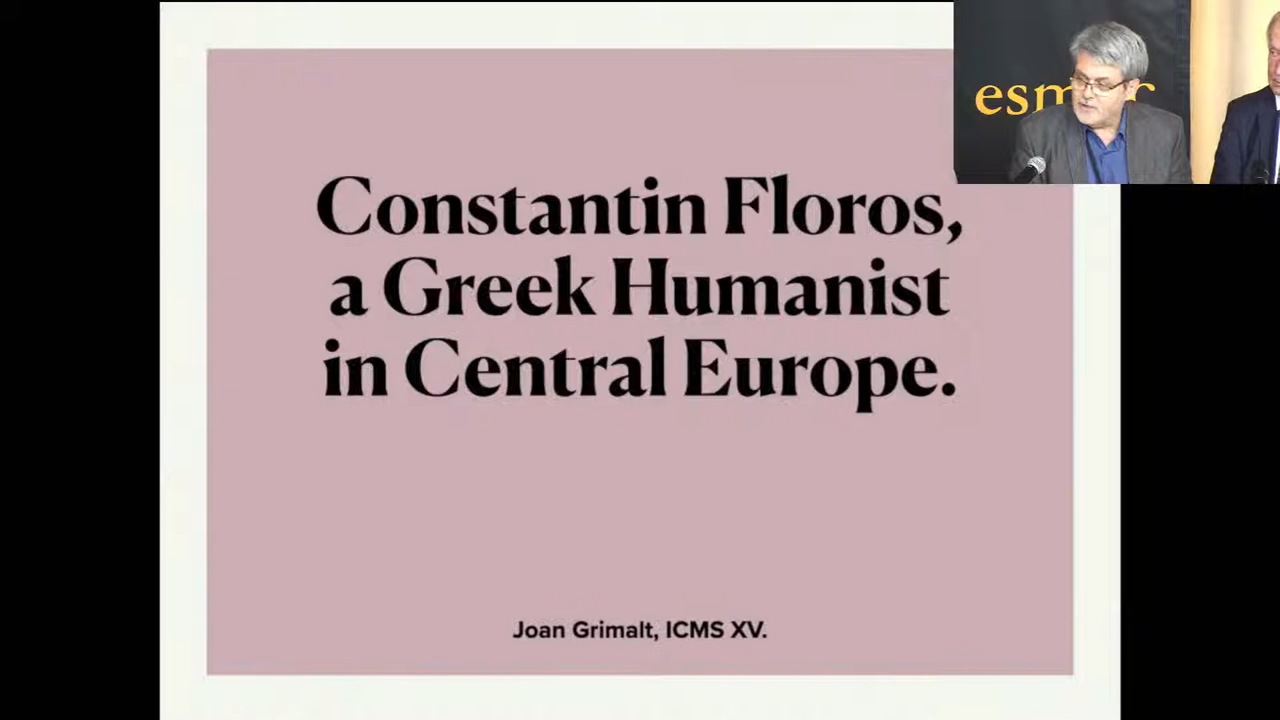 Constantin Floros,
a Greek Humanist
in Central Europe.
Joan Grimalt, ICMS XV.